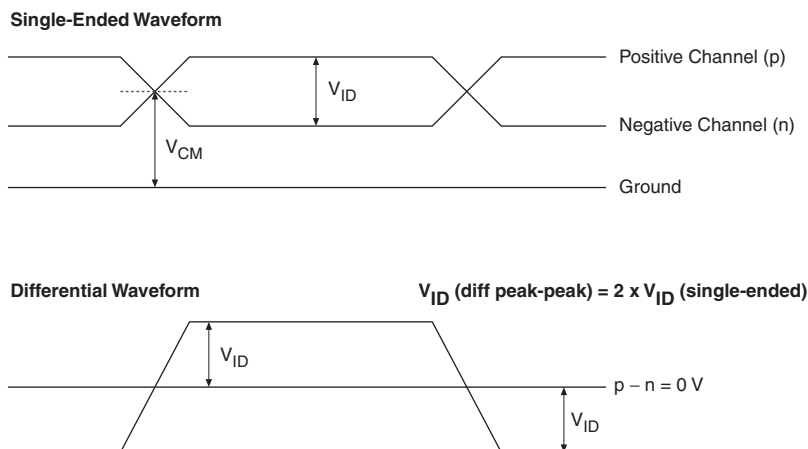 Single-Ended Waveform
Positive Channel (p)
VID
Negative Channel (n)
VCM
Ground
Differential Waveform
VID (diff peak-peak) = 2 x VID (single-ended)
VID
p – n = 0 V
VID